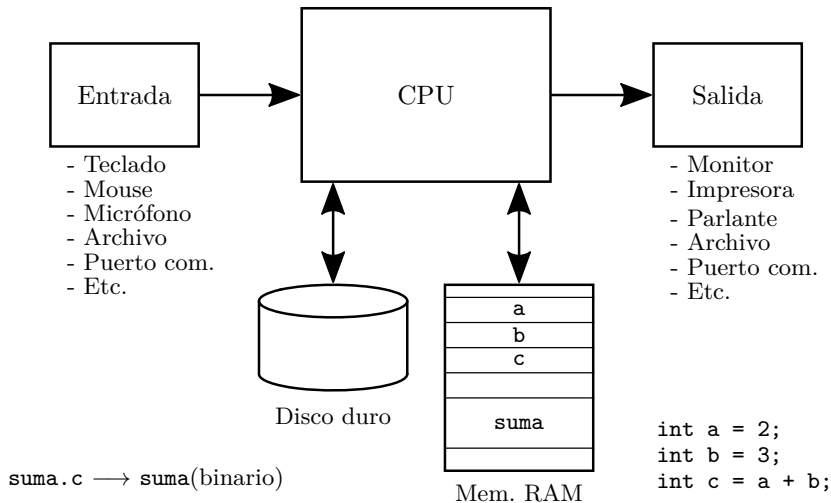 Entrada
CPU
Salida
- Teclado
- Mouse
- Micrófono
- Archivo
- Puerto com.
- Etc.
- Monitor
- Impresora
- Parlante
- Archivo
- Puerto com.
- Etc.
a
b
c
suma
Disco duro
Mem. RAM
suma.c ⟶ suma(binario)
int a = 2;
int b = 3;
int c = a + b;